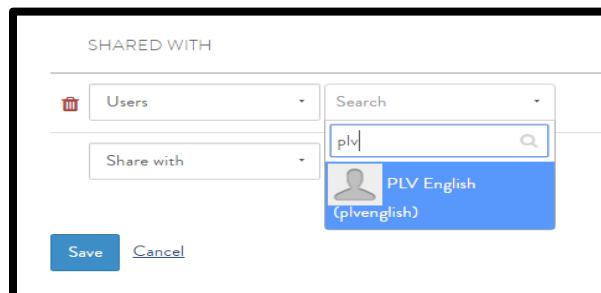 SHARED WITH
Users
Search
plv
Share with
PLV English
(plvenglish)
Save
Cancel